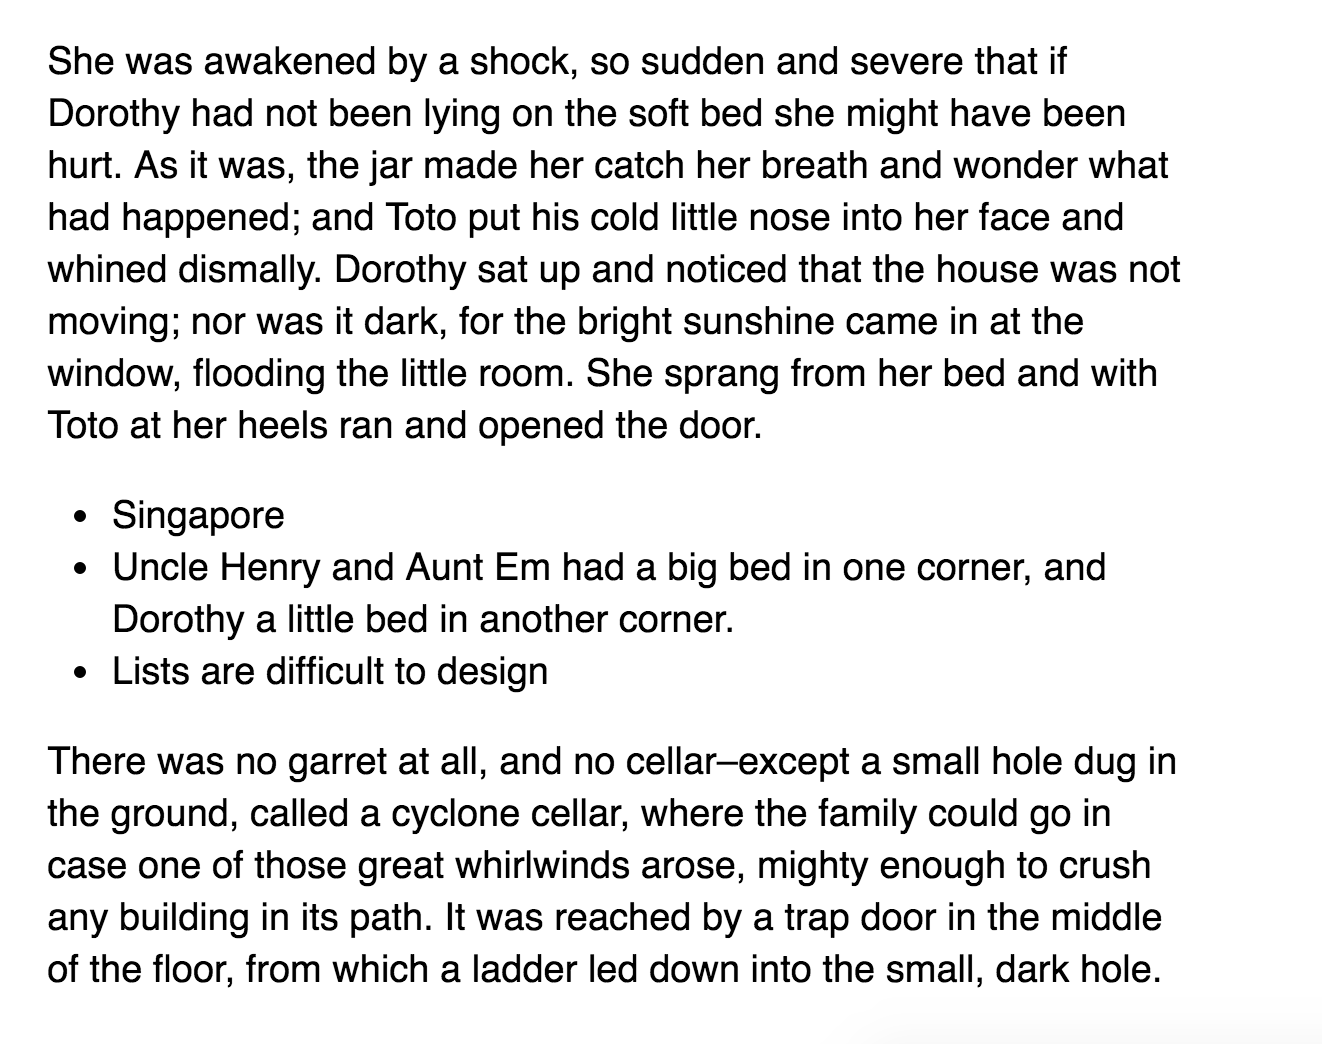 She was awakened by a shock, so sudden and severe that if
Dorothy had not been lying on the soft bed she might have been
hurt. As it was, the jar made her catch her breath and wonder what
had happened; and Toto put his cold little nose into her face and
whined dismally. Dorothy sat up and noticed that the house was not
moving; nor was it dark, for the bright sunshine came in at the
window, flooding the little room. She sprang from her bed and with
Toto at her heels ran and opened the door.
• Singapore
• Uncle Henry and Aunt Em had a big bed in one corner, and
Dorothy a little bed in another corner.
• Lists are difficult to design
There was no garret at all, and no cellar–except a small hole dug in
the ground, called a cyclone cellar, where the family could go in
case one of those great whirlwinds arose, mighty enough to crush
any building in its path. It was reached by a trap door in the middle
of the floor, from which a ladder led down into the small, dark hole.